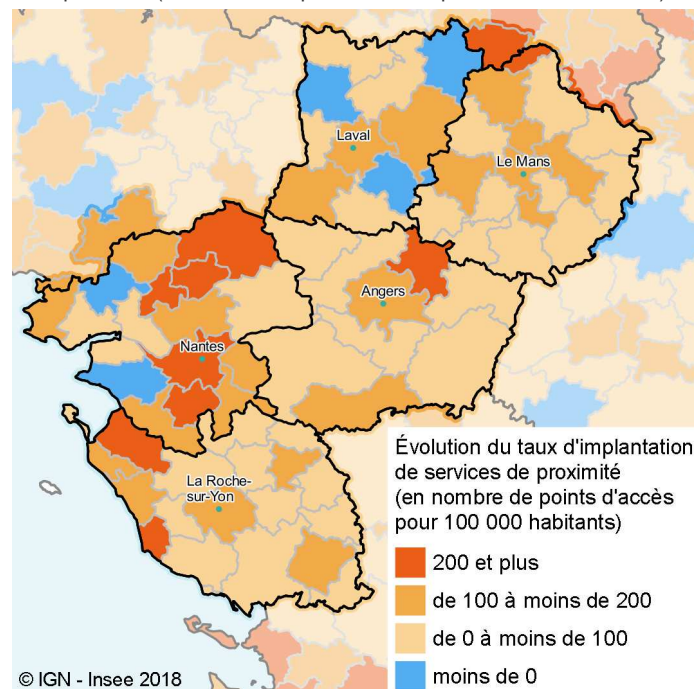 Laval
Le Mans
Angers
Nantes
La Roche-
sur-Yon
Évolution du taux d'implantation
de services de proximité
(en nombre de points d'accès
pour 100 000 habitants)
200 et plus
de 100 à moins de 200
de 0 à moins de 100
moins de 0
© IGN - Insee 2018